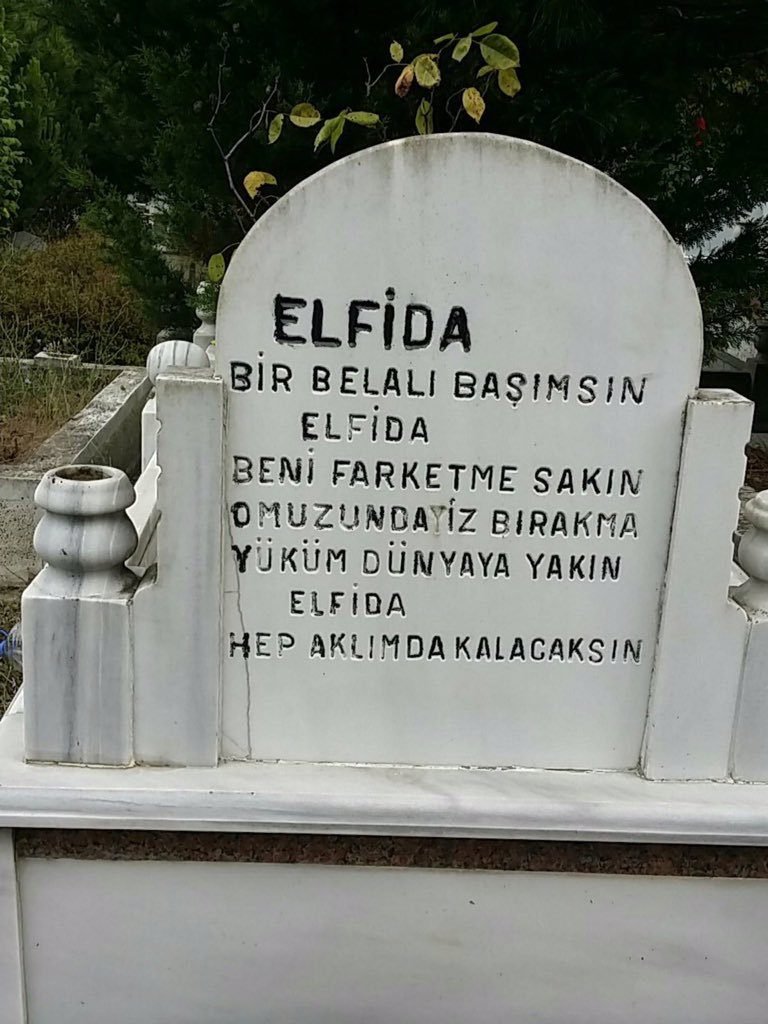 ELFİDA
BİR BELALI BAŞIMSIN
ELFİDA
BENİ FARKETME SAKIN
OMUZUNDAYİZ BIRAKMA
YÜKÜM DÜNYAYA YAKIN
ELFİDA
HEP AKLIMDA KALACAKSIN